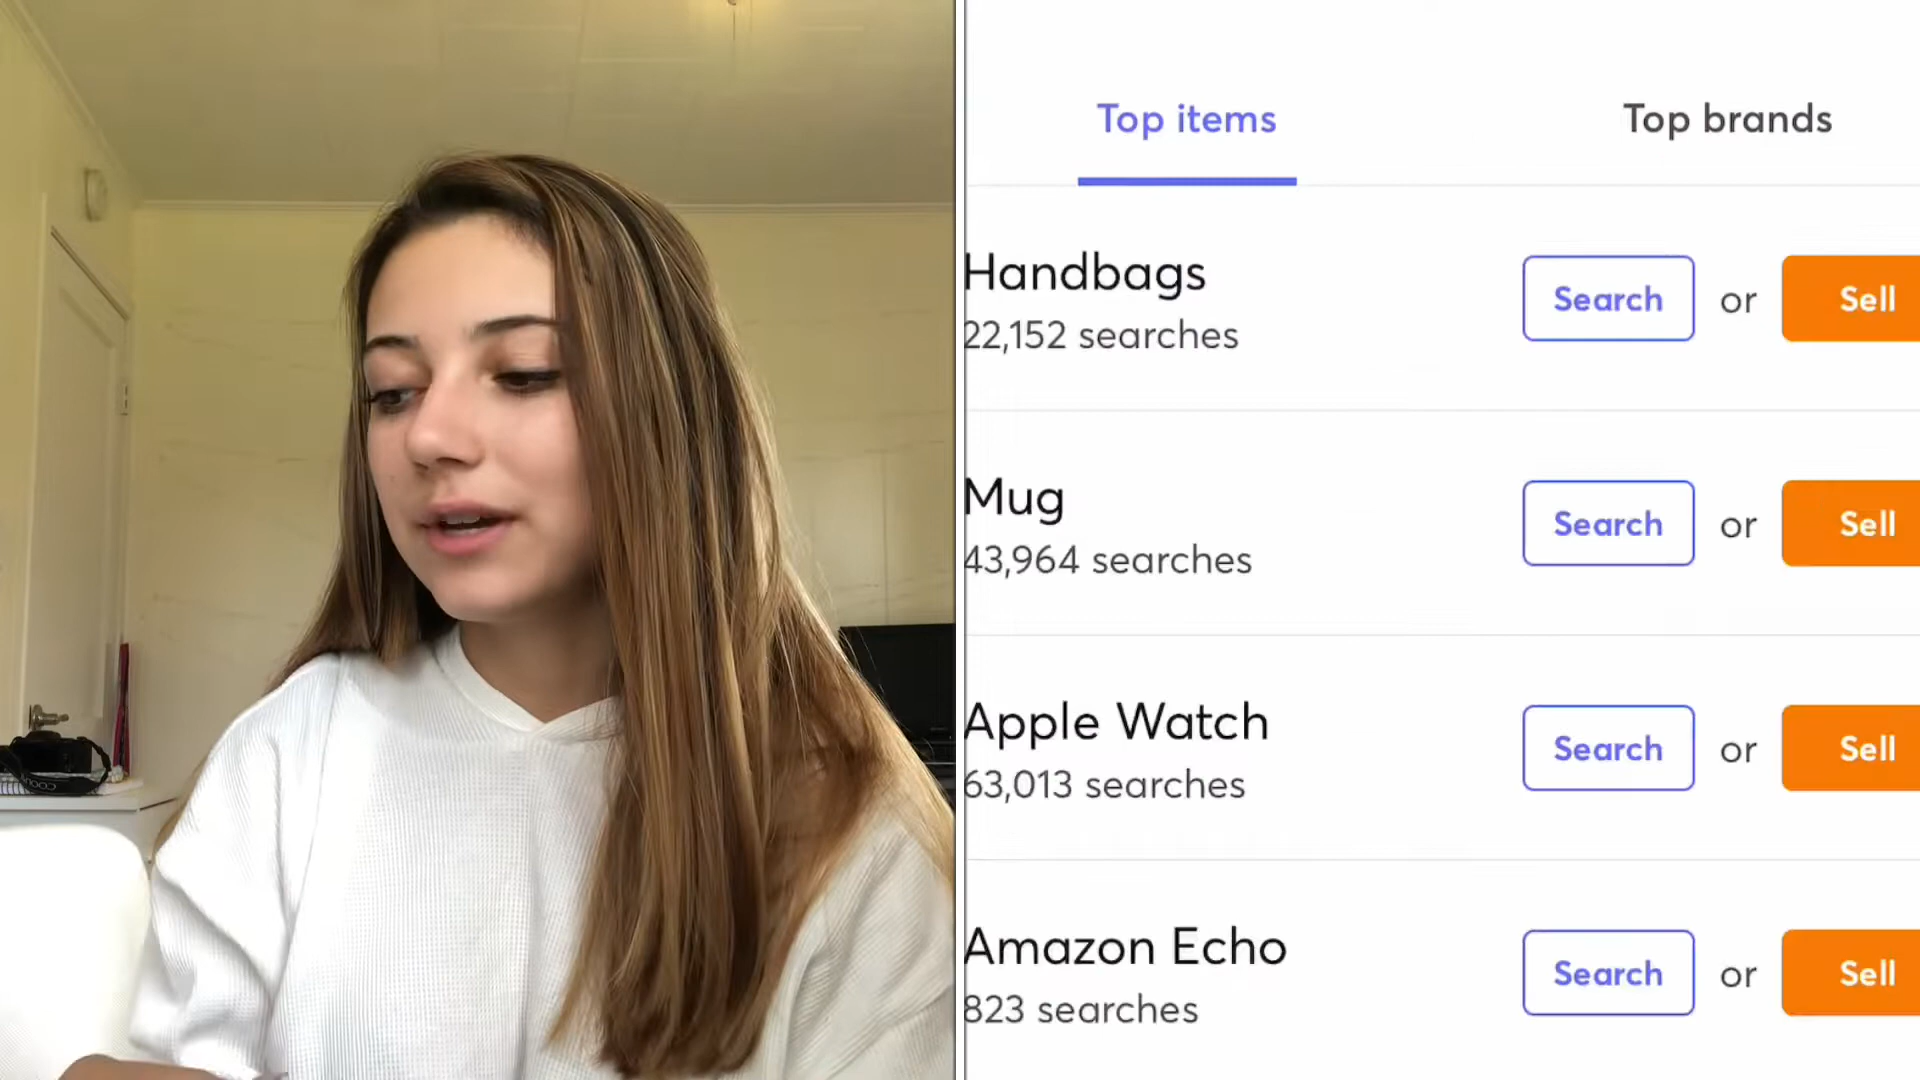 Top items
Top brands
Handbags
22,152 searches
Search or Sell
Mug
43,964 searches
Search or Sell
Apple Watch
63,013 searches
Search or Sell
Amazon Echo
823 searches
Search or Sell